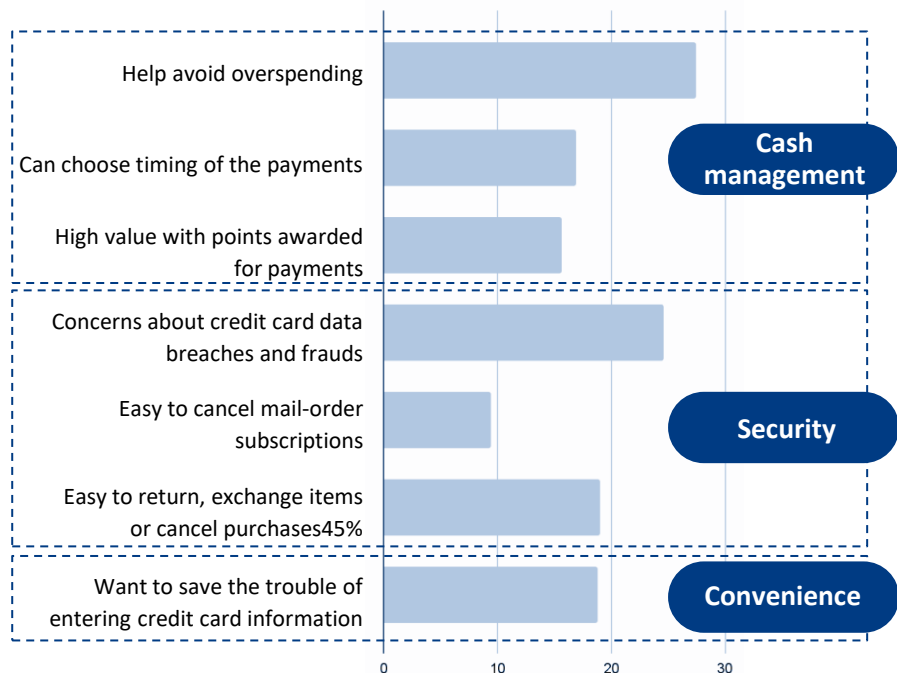 Help avoid overspending
Can choose timing of the payments
High value with points awarded
for payments
Cash
management
Concerns about credit card data
breaches and frauds
Easy to cancel mail-order
subscriptions
Easy to return, exchange items
or cancel purchases45%
Security
Want to save the trouble of
entering credit card information
Convenience
0 10 20 30